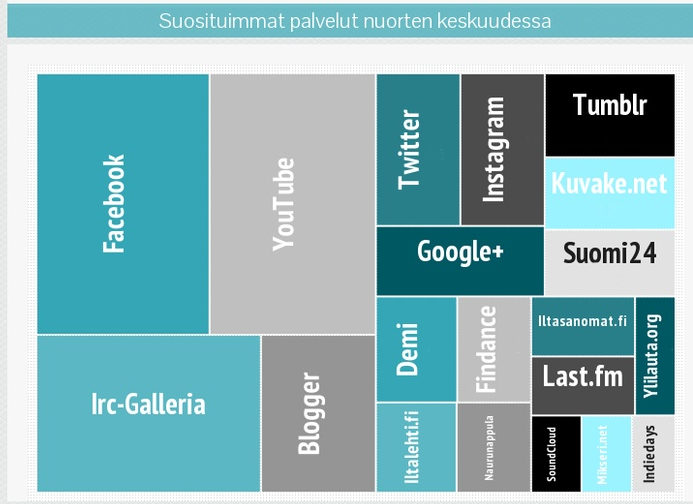 Suosituimmat palvelut nuorten keskuudessa
Facebook
YouTube
Irc-Galleria
Blogger
Twitter
Instagram
Tumblr
Kuvake.net
Google+
Suomi24
Demi
Findance
Iltasanomat.fi
Last.fm
Ylilauta.org
Iltalehti.fi
Naurunappula
SoundCloud
Mikseri.net
Indiedays